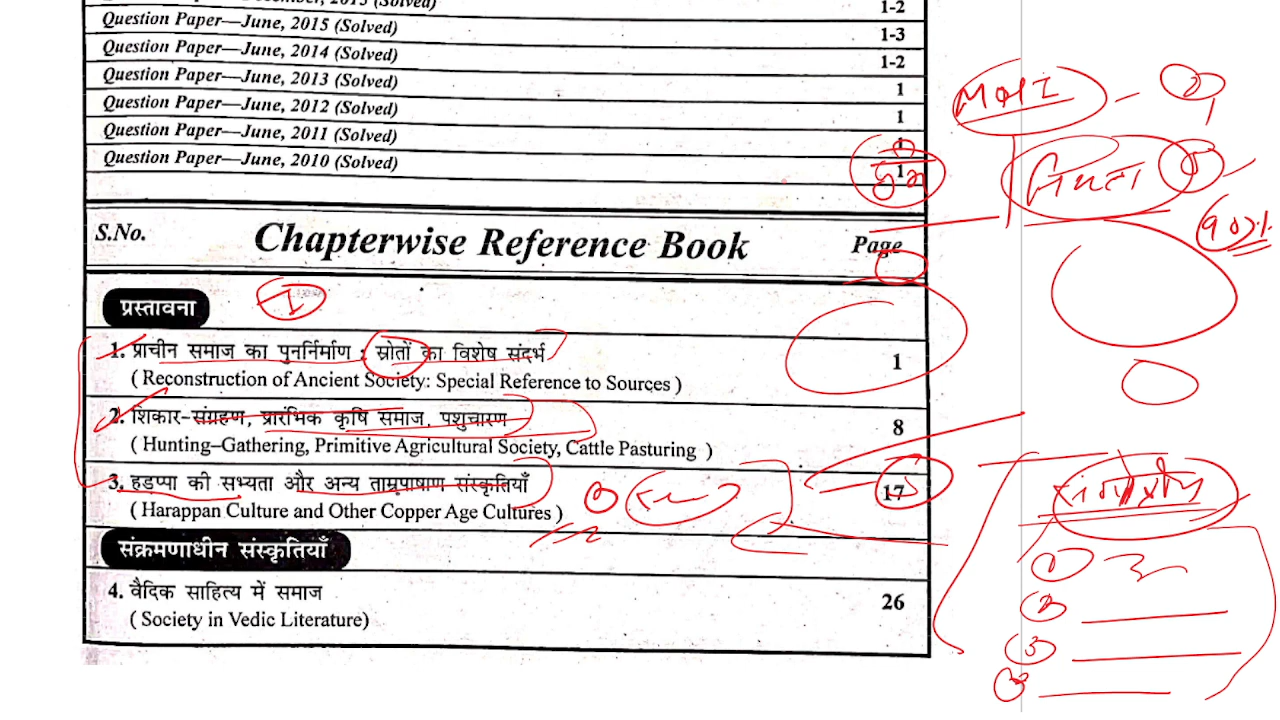 (Solved)
1-2
Question Paper—June, 2015 (Solved)
1-3
Question Paper—June, 2014 (Solved)
1-2
Question Paper—June, 2013 (Solved)
1
Question Paper—June, 2012 (Solved)
1
Question Paper—June, 2011 (Solved)
1
Question Paper—June, 2010 (Solved)
1
S.No. Chapterwise Reference Book Page
प्रस्तावना I
1. प्राचीन समाज का पुनर्निर्माण : स्रोतों का विशेष संदर्भ
1
( Reconstruction of Ancient Society: Special Reference to Sources )
2. शिकार-संग्रहण, प्रारंभिक कृषि समाज, पशुचारण
8
( Hunting–Gathering, Primitive Agricultural Society, Cattle Pasturing )
3. हड़प्पा की सभ्यता और अन्य ताम्रपाषाण संस्कृतियाँ
17
( Harappan Culture and Other Copper Age Cultures )
संक्रमणाधीन संस्कृतियाँ
4. वैदिक साहित्य में समाज
26
( Society in Vedic Literature)
90%